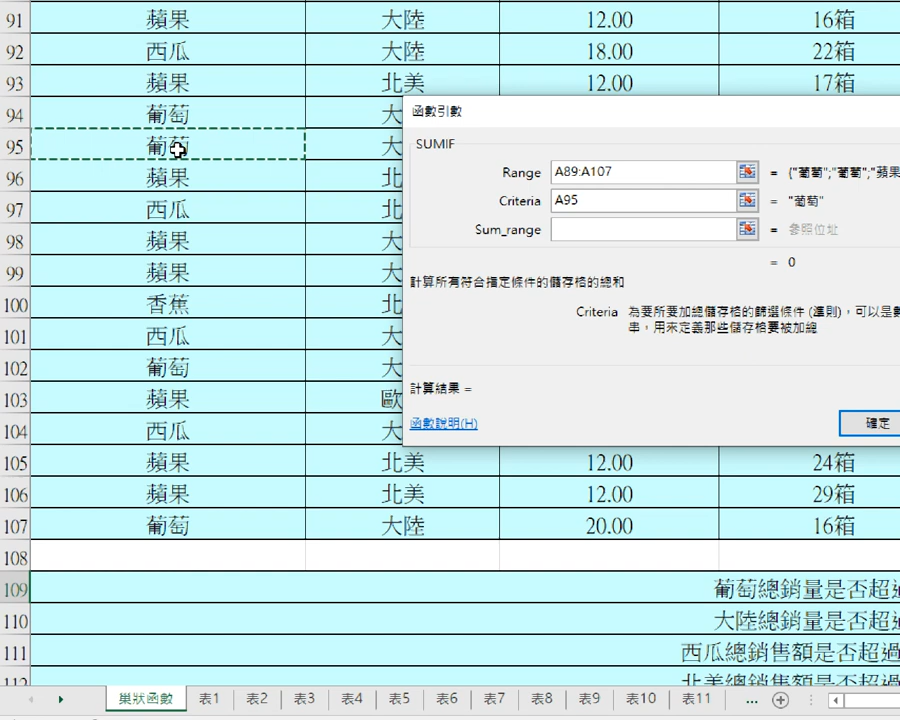 91 蘋果 大陸 12.00 16箱
92 西瓜 大陸 18.00 22箱
93 蘋果 北美 12.00 17箱
94 葡萄 大
函數引數
95 葡萄 大
SUMIF
96 蘋果 北
Range A89:A107 = {"葡萄";"葡萄";"蘋果
97 西瓜 北
Criteria A95 = "葡萄"
98 蘋果 大
Sum_range = 參照位址
99 蘋果 大
= 0
計算所有符合指定條件的儲存格的總和
100 香蕉 北
Criteria 為要所要加總儲存格的篩選條件 (準則)，可以是數
串，用來定義那些儲存格要被加總
101 西瓜 大
102 葡萄 大
計算結果 =
103 蘋果 歐
函數說明(H) 確定
104 西瓜 大
105 蘋果 北美 12.00 24箱
106 蘋果 北美 12.00 29箱
107 葡萄 大陸 20.00 16箱
108
109 葡萄總銷量是否超過
110 大陸總銷量是否超過
111 西瓜總銷售額是否超過
112 北美總銷售額是否超過
巢狀函數 表1 表2 表3 表4 表5 表6 表7 表8 表9 表10 表11 ...